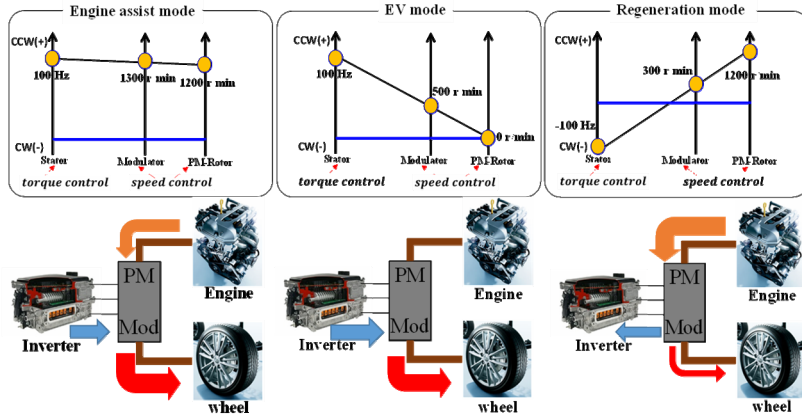 Engine assist mode
CCW(+)
100 Hz
1300 r min
1200 r min
CW(-)
Stator
Modulator
PM-Rotor
torque control
speed control
EV mode
CCW(+)
100 Hz
500 r min
0 r/min
CW(-)
Stator
Modulator
PM-Rotor
torque control
speed control
Regeneration mode
CCW(+)
300 r min
1200 r min
-100 Hz
CW(-)
Stator
Modulator
PM-Rotor
torque control
speed control
PM
Mod
Engine
Inverter
wheel
PM
Mod
Engine
Inverter
wheel
PM
Mod
Engine
Inverter
wheel